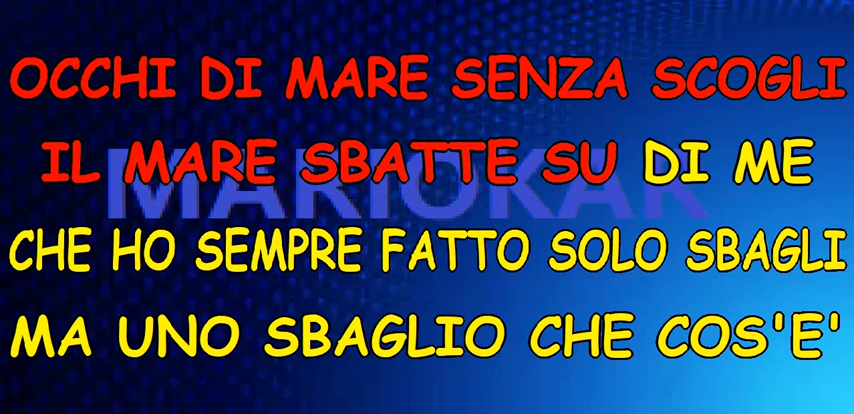 OCCHI DI MARE SENZA SCOGLI
IL MARE SBATTE SU DI ME
MARIOKAR
CHE HO SEMPRE FATTO SOLO SBAGLI
MA UNO SBAGLIO CHE COS'E'